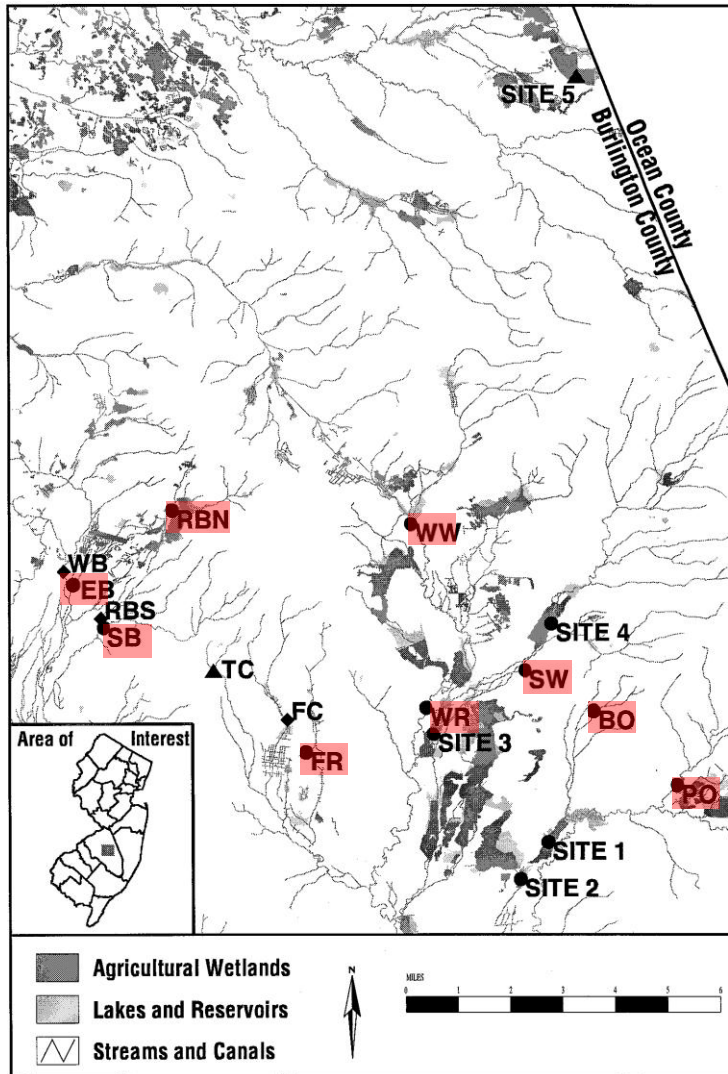 SITE 5
Ocean County
Burlington County
RBN
WW
WB
EB
RBS
SB
SITE 4
TC
SW
FC
WR
BO
SITE 3
FR
PO
Area of Interest
SITE 1
SITE 2
Agricultural Wetlands
Lakes and Reservoirs
Streams and Canals
N
MILES
0 1 2 3 4 5 6